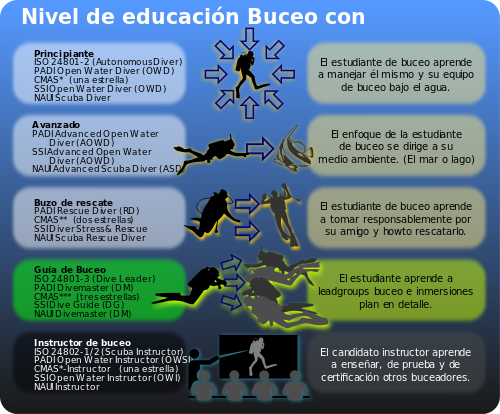 Nivel de educación Buceo con
Principiante
ISO 24801-2 (Autonomous Diver)
PADI Open Water Diver (OWD)
CMAS* (una estrella)
SSI Open Water Diver (OWD)
NAUI Scuba Diver
El estudiante de buceo aprende
a manejar él mismo y su equipo
de buceo bajo el agua.
Avanzado
PADI Advanced Open Water
Diver (AOWD)
SSI Advanced Open Water
Diver (AOWD)
NAUI Advanced Scuba Diver (ASD)
El enfoque de la estudiante
de buceo se dirige a su
medio ambiente. (El mar o lago)
Buzo de rescate
PADI Rescue Diver (RD)
CMAS** (dos estrellas)
SSI Diver Stress & Rescue
NAUI Scuba Rescue Diver
El estudiante de buceo aprende
a tomar responsablemente por
su amigo y howto rescatarlo.
Guía de Buceo
ISO 24801-3 (Dive Leader)
PADI Divemaster (DM)
CMAS*** (tres estrellas)
SSI Dive Guide (DG)
NAUI Divemaster (DM)
El estudiante aprende a
leadgroups buceo e inmersiones
plan en detalle.
Instructor de buceo
ISO 24802-1/2 (Scuba Instructor)
PADI Open Water Instructor (OWSI)
CMAS*-Instructor (una estrella)
SSI Open Water Instructor (OWI)
NAUI Instructor
El candidato instructor aprende
a enseñar, de prueba y de
certificación otros buceadores.